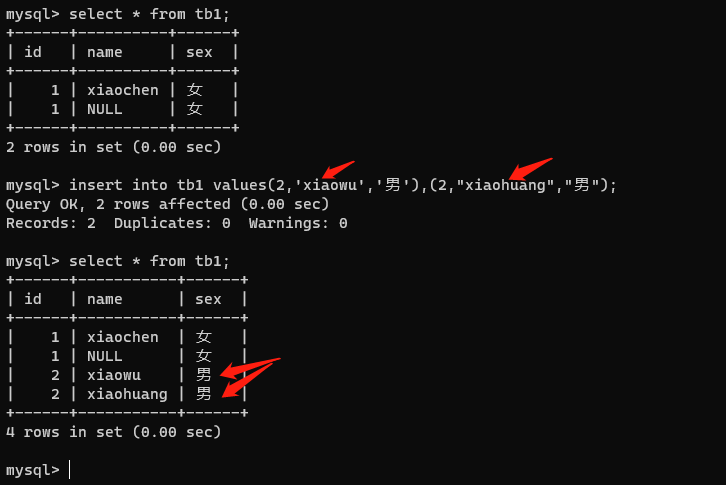 mysql> select * from tb1;
+------+----------+------+
| id   | name     | sex  |
+------+----------+------+
|    1 | xiaochen | 女   |
|    1 | NULL     | 女   |
+------+----------+------+
2 rows in set (0.00 sec)
mysql> insert into tb1 values(2,'xiaowu','男'),(2,"xiaohuang","男");
Query OK, 2 rows affected (0.00 sec)
Records: 2  Duplicates: 0  Warnings: 0
mysql> select * from tb1;
+------+-----------+------+
| id   | name      | sex  |
+------+-----------+------+
|    1 | xiaochen  | 女   |
|    1 | NULL      | 女   |
|    2 | xiaowu    | 男   |
|    2 | xiaohuang | 男   |
+------+-----------+------+
4 rows in set (0.00 sec)
mysql>